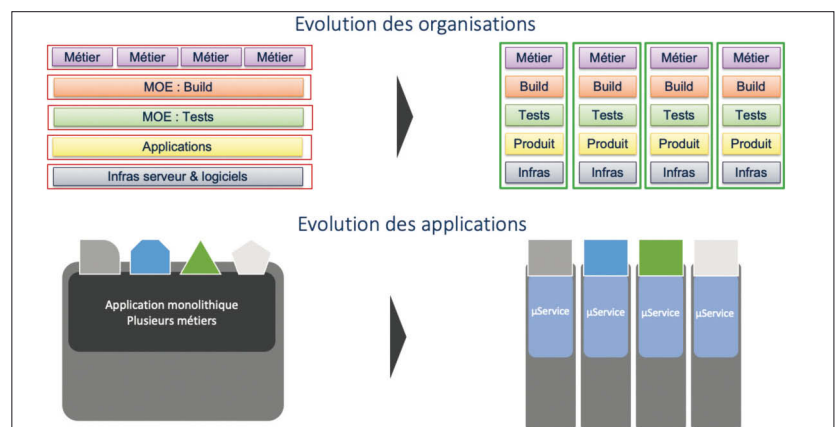 Evolution des organisations
Métier Métier Métier Métier
MOE : Build
MOE : Tests
Applications
Infras serveur & logiciels
Métier Métier Métier Métier
Build Build Build Build
Tests Tests Tests Tests
Produit Produit Produit Produit
Infras Infras Infras Infras
Evolution des applications
Application monolithique
Plusieurs métiers
µService µService µService µService